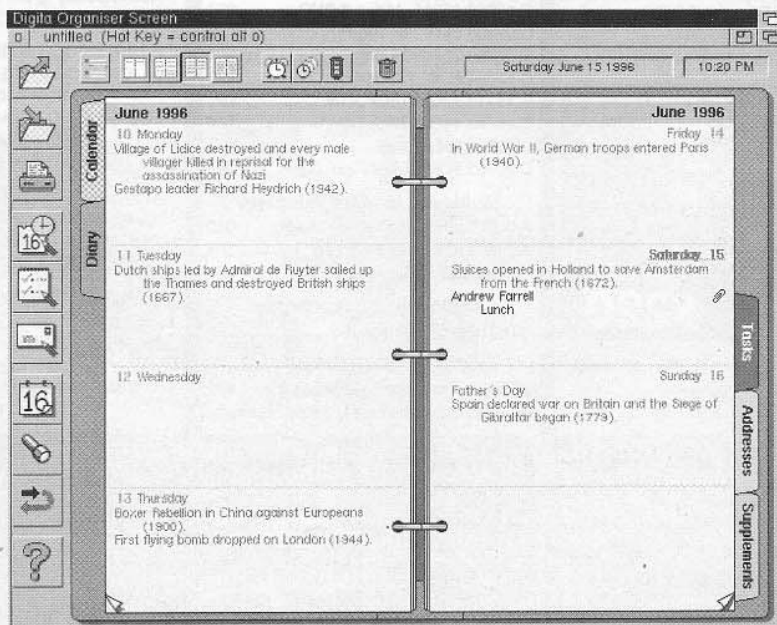 Digita Organiser Screen
untitled (Hot Key = control alt o)
Saturday June 15 1996
10:20 PM
Calendar
Diary
June 1996
10 Monday
Village of Lidice destroyed and every male
villager killed in reprisal for the
assassination of Nazi
Gestapo leader Richard Heydrich (1942).
11 Tuesday
Dutch ships led by Admiral de Ruyter sailed up
the Thames and destroyed British ships
(1667).
12 Wednesday
13 Thursday
Boxer Rebellion in China against Europeans
(1900).
First flying bomb dropped on London (1944).
June 1996
Friday 14
In World War II, German troops entered Paris
(1940).
Saturday 15
Sluices opened in Holland to save Amsterdam
from the French (1672).
Andrew Farrell
Lunch
Sunday 16
Father's Day
Spain declared war on Britain and the Siege of
Gibraltar began (1779).
Tasks
Addresses
Supplements
16
16